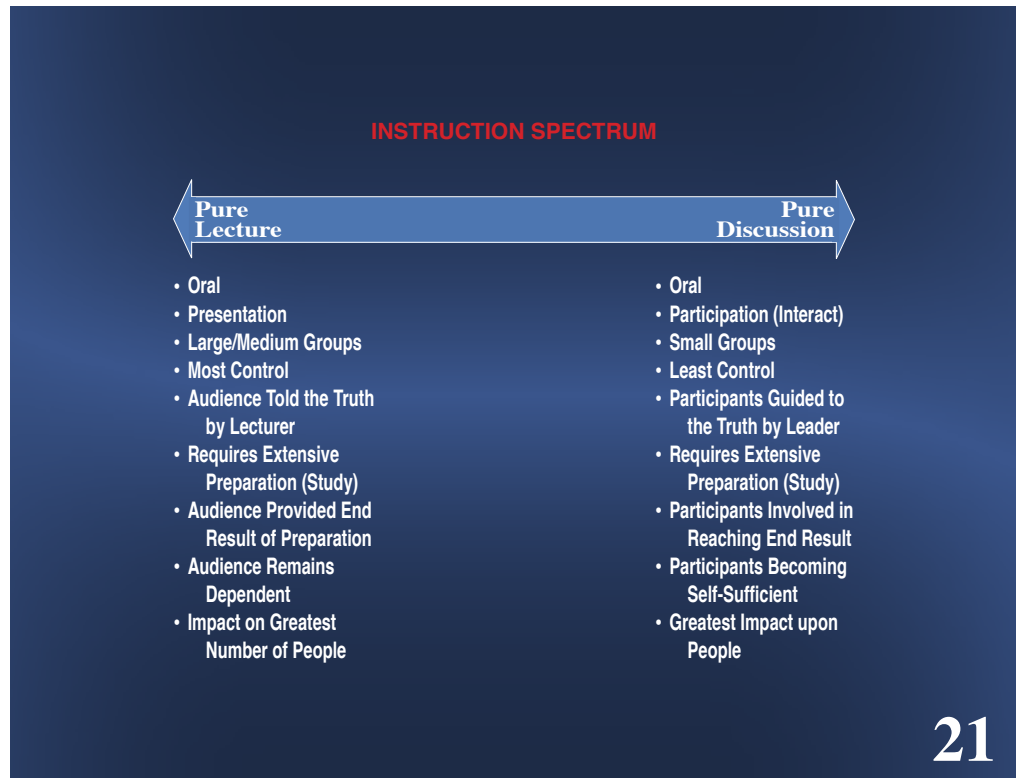 INSTRUCTION SPECTRUM
Pure
Lecture
Pure
Discussion
• Oral
• Presentation
• Large/Medium Groups
• Most Control
• Audience Told the Truth
by Lecturer
• Requires Extensive
Preparation (Study)
• Audience Provided End
Result of Preparation
• Audience Remains
Dependent
• Impact on Greatest
Number of People
• Oral
• Participation (Interact)
• Small Groups
• Least Control
• Participants Guided to
the Truth by Leader
• Requires Extensive
Preparation (Study)
• Participants Involved in
Reaching End Result
• Participants Becoming
Self-Sufficient
• Greatest Impact upon
People
21